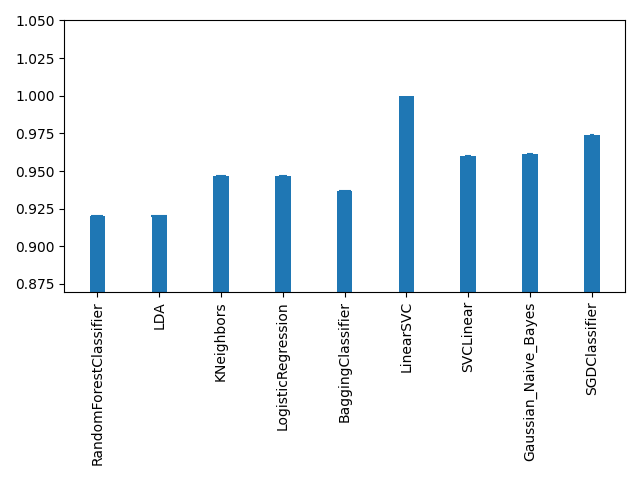 1.050
1.025
1.000
0.975
0.950
0.925
0.900
0.875
RandomForestClassifier
LDA
KNeighbors
LogisticRegression
BaggingClassifier
LinearSVC
SVCLinear
Gaussian_Naive_Bayes
SGDClassifier